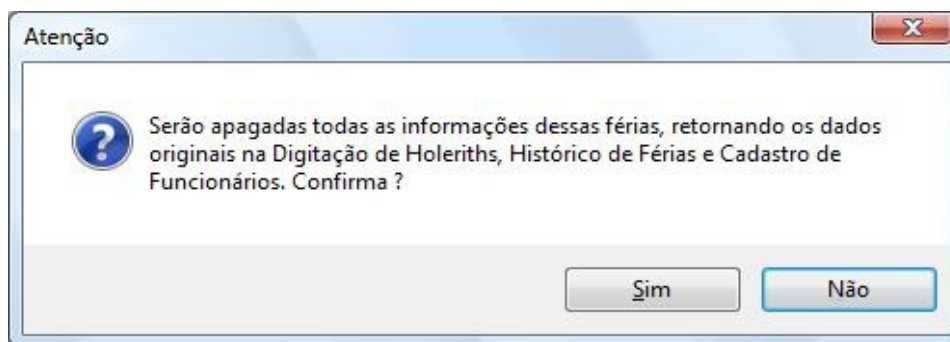 Atenção
Serão apagadas todas as informações dessas férias, retornando os dados
originais na Digitação de Holeriths, Histórico de Férias e Cadastro de
Funcionários. Confirma ?
Sim
Não